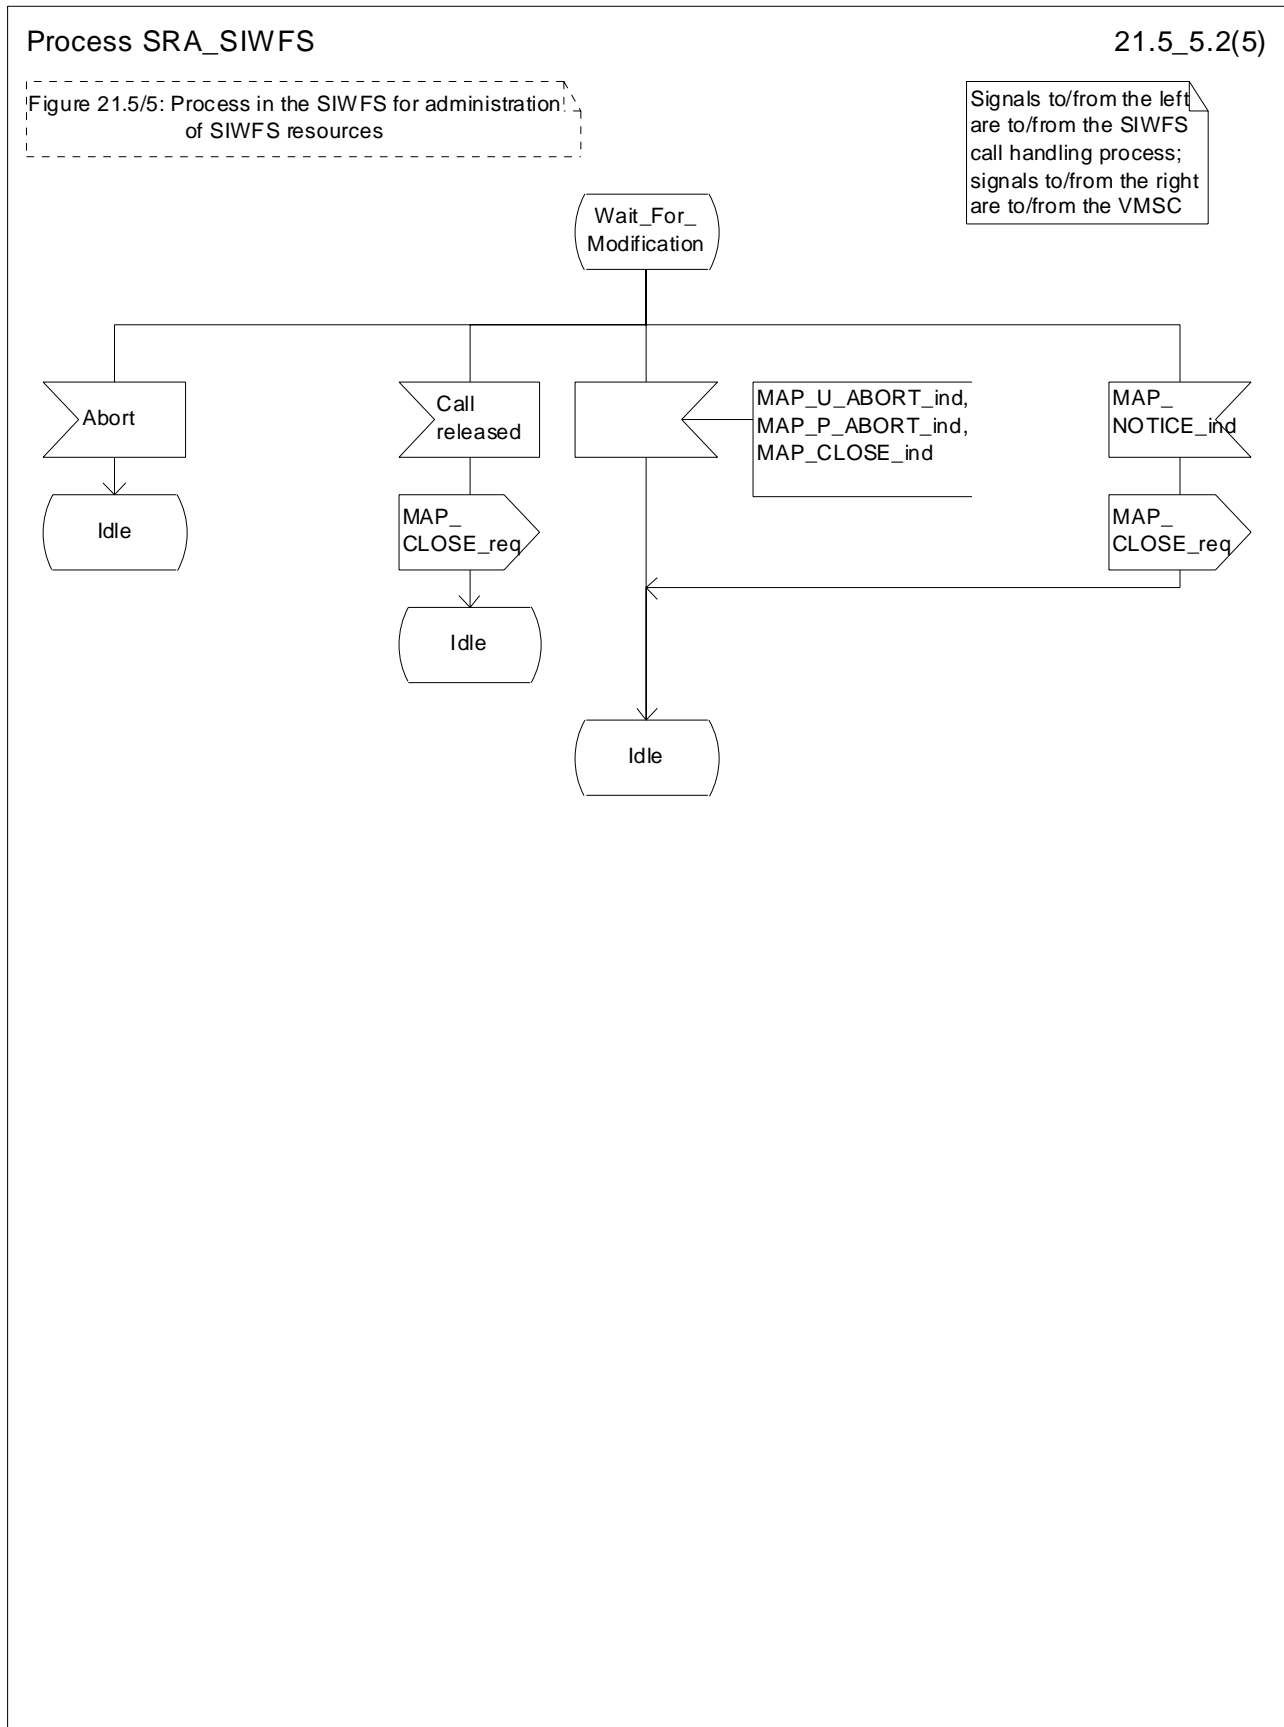 Process SRA_SIWFS
21.5_5.2(5)
Figure 21.5/5: Process in the SIWFS for administration
of SIWFS resources
Signals to/from the left
are to/from the SIWFS
call handling process;
signals to/from the right
are to/from the VMSC
Wait_For_
Modification
Abort
Call
released
MAP_U_ABORT_ind,
MAP_P_ABORT_ind,
MAP_CLOSE_ind
MAP_
NOTICE_ind
Idle
MAP_
CLOSE_req
MAP_
CLOSE_req
Idle
Idle